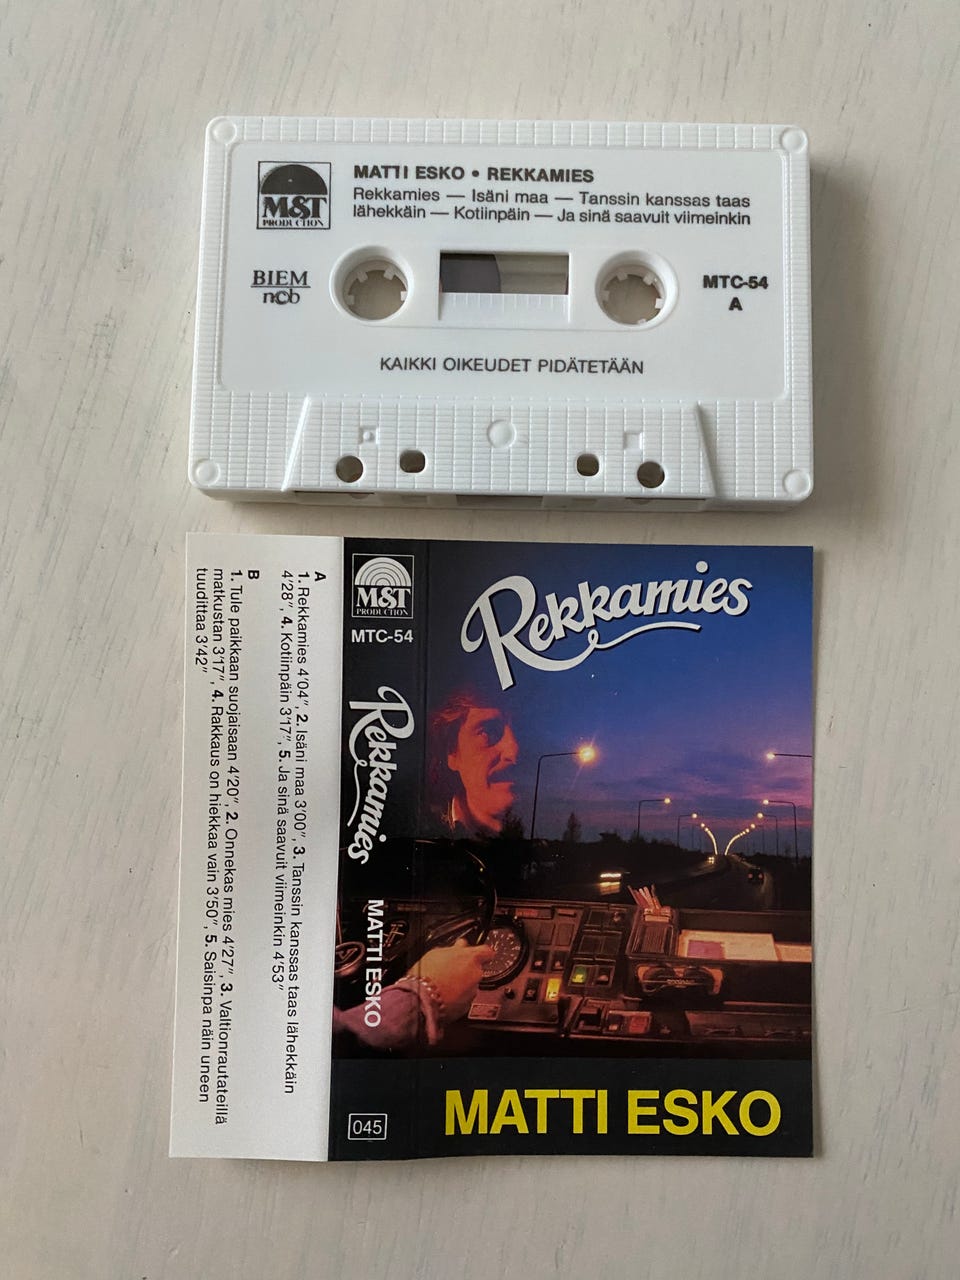 M&T
PRODUCTION
MATTI ESKO • REKKAMIES
Rekkamies — Isäni maa — Tanssin kanssas taas
lähekkäin — Kotiinpäin — Ja sinä saavuit viimeinkin
BIEM
ncb
MTC-54
A
KAIKKI OIKEUDET PIDÄTETÄÄN
A
1. Rekkamies 4'04", 2. Isäni maa 3'00", 3. Tanssin kanssas taas lähekkäin
4'28", 4. Kotiinpäin 3'17", 5. Ja sinä saavuit viimeinkin 4'53"
B
1. Tule paikkaan suojaisaan 4'20", 2. Onnekas mies 4'27", 3. Valtionrautateillä
matkustan 3'17", 4. Rakkaus on hiekkaa vain 3'50", 5. Saisinpa näin uneen
tuudittaa 3'42"
M&T
PRODUCTION
MTC-54
Rekkamies
MATTI ESKO
045
Rekkamies
MATTI ESKO